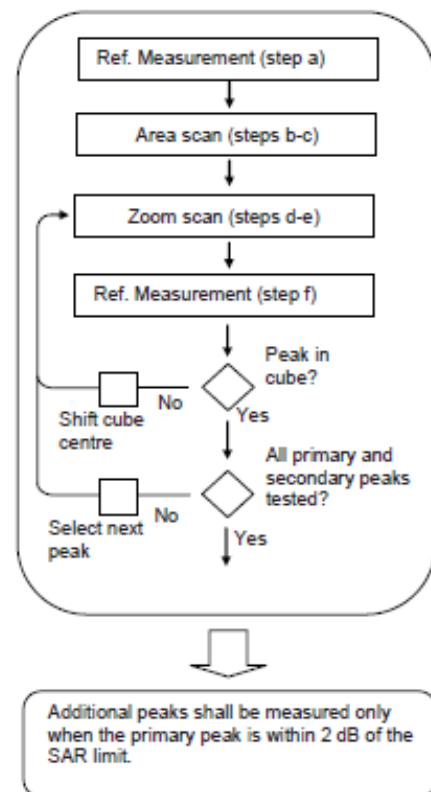 Ref. Measurement (step a)
Area scan (steps b-c)
Zoom scan (steps d-e)
Ref. Measurement (step f)
Peak in
cube?
No
Shift cube
centre
Yes
All primary and
secondary peaks
tested?
No
Select next
peak
Yes
Additional peaks shall be measured only
when the primary peak is within 2 dB of the
SAR limit.